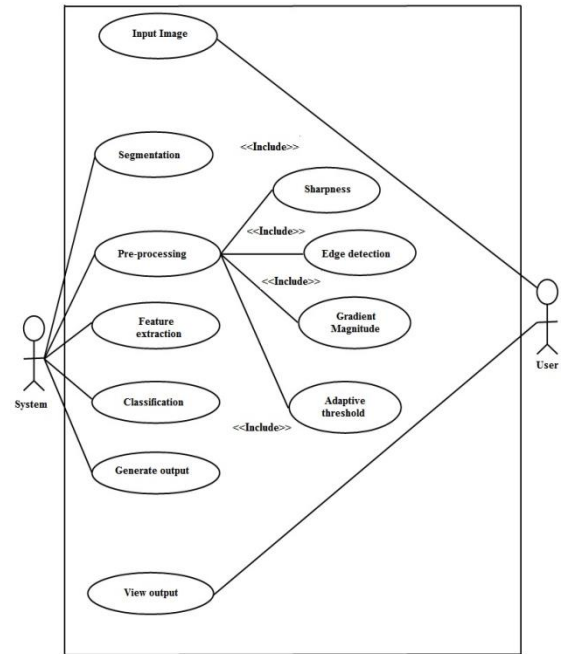 Input Image
Segmentation
<<Include>>
Sharpness
<<Include>>
Pre-processing
Edge detection
<<Include>>
Feature
extraction
Gradient
Magnitude
System
User
Classification
Adaptive
threshold
<<Include>>
Generate output
View output